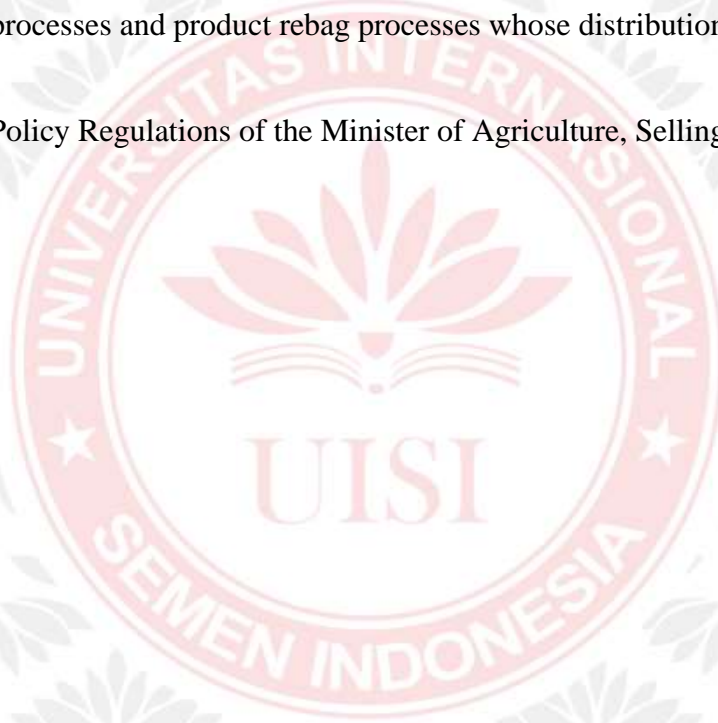 processes and product rebag processes whose distribution
Policy Regulations of the Minister of Agriculture, Selling
UNIVERSITAS INTERNASIONAL
UISI
SEMEN INDONESIA